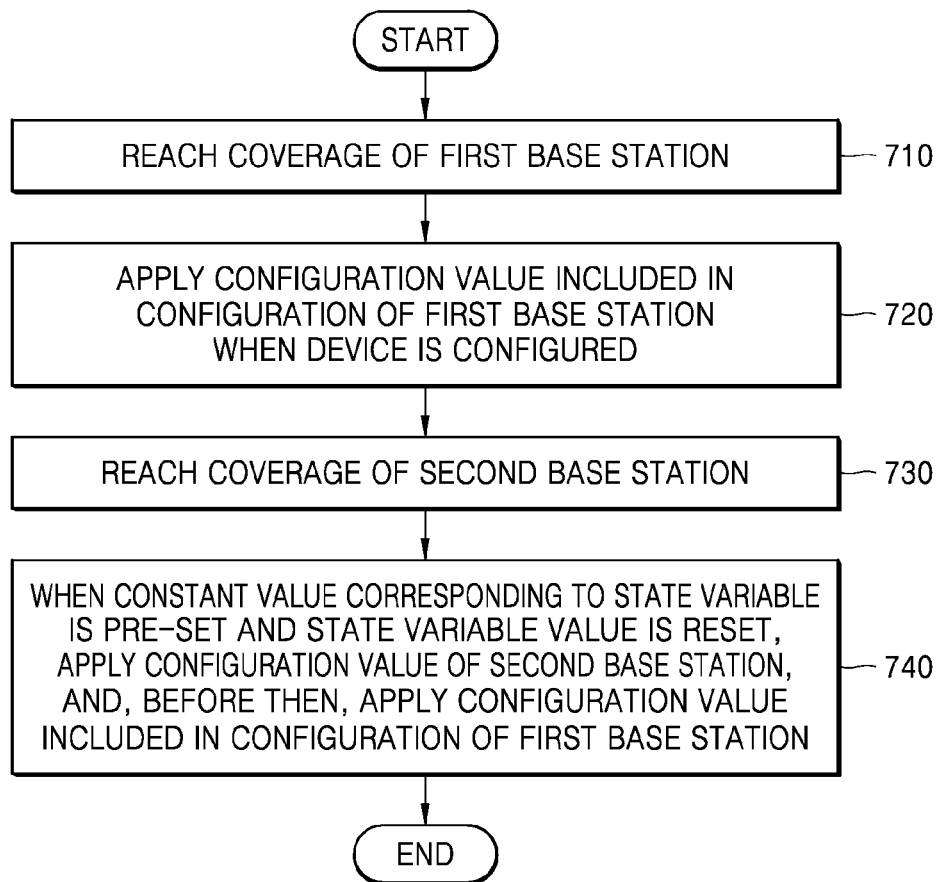 START
REACH COVERAGE OF FIRST BASE STATION
710
APPLY CONFIGURATION VALUE INCLUDED IN
CONFIGURATION OF FIRST BASE STATION
WHEN DEVICE IS CONFIGURED
720
REACH COVERAGE OF SECOND BASE STATION
730
WHEN CONSTANT VALUE CORRESPONDING TO STATE VARIABLE
IS PRE-SET AND STATE VARIABLE VALUE IS RESET,
APPLY CONFIGURATION VALUE OF SECOND BASE STATION,
AND, BEFORE THEN, APPLY CONFIGURATION VALUE
INCLUDED IN CONFIGURATION OF FIRST BASE STATION
740
END